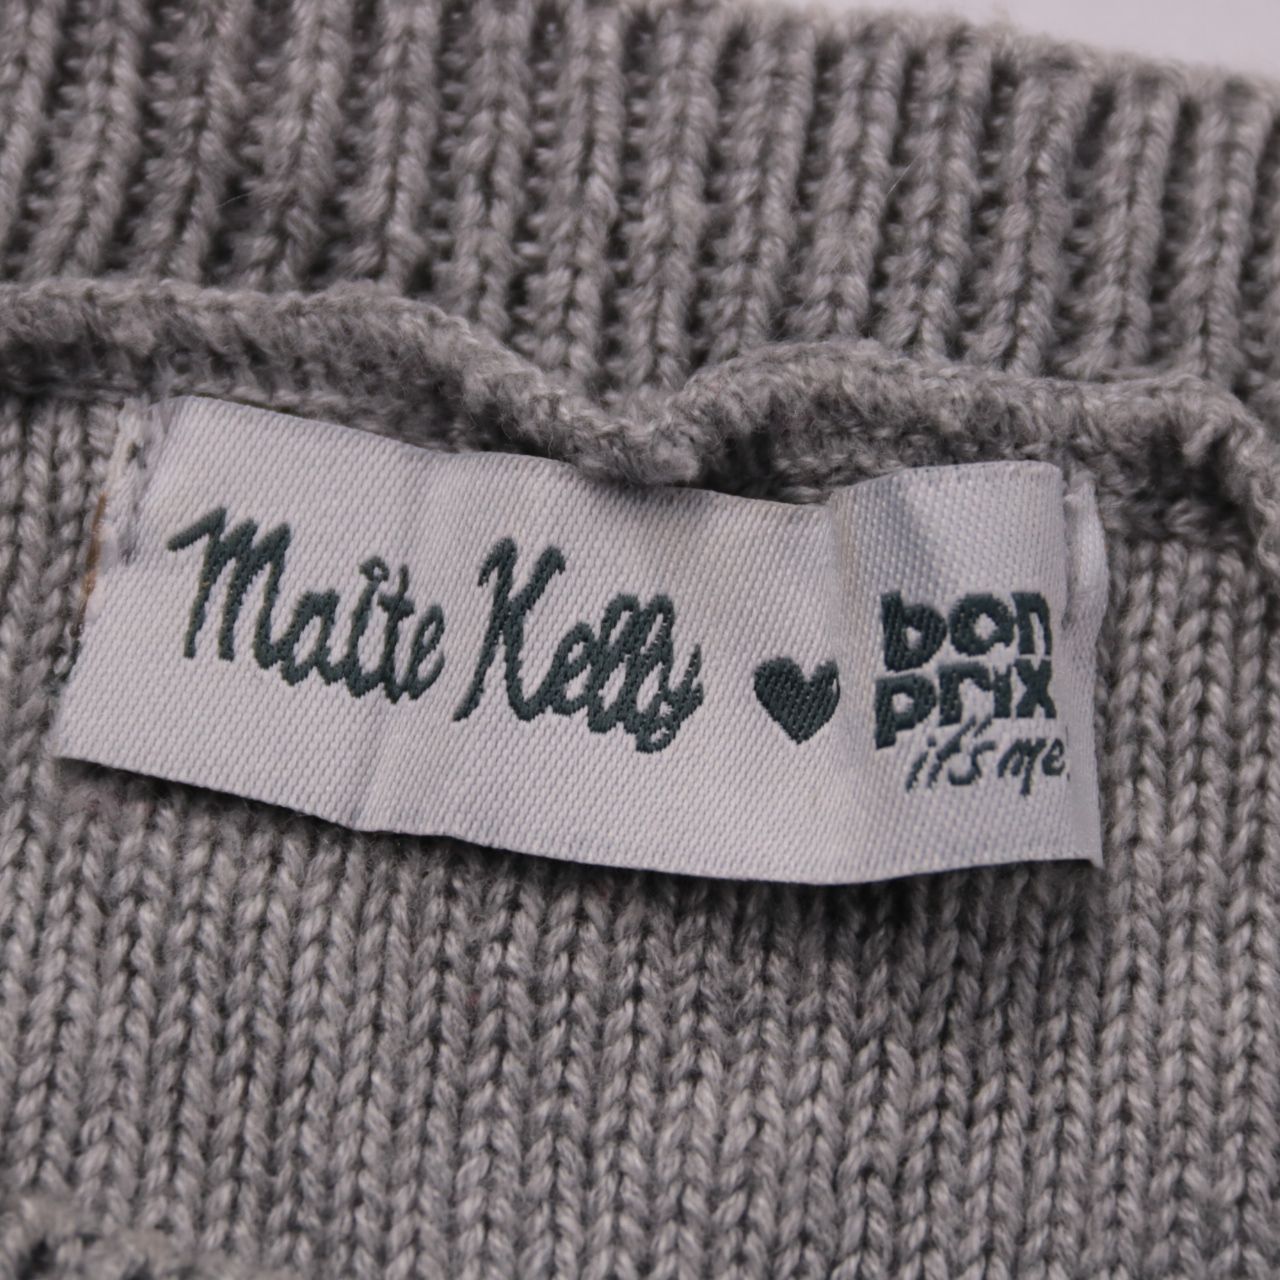 Maite Kelly ♥
bon
prix
it's me!